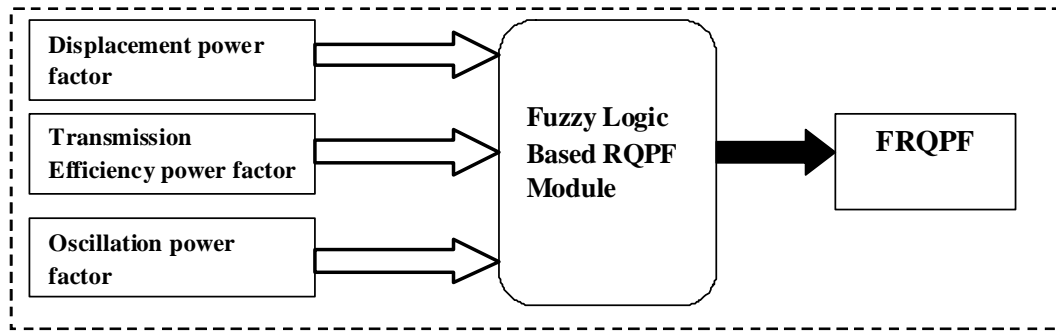 Displacement power
factor
Transmission
Efficiency power factor
Oscillation power
factor
Fuzzy Logic
Based RQPF
Module
FRQPF